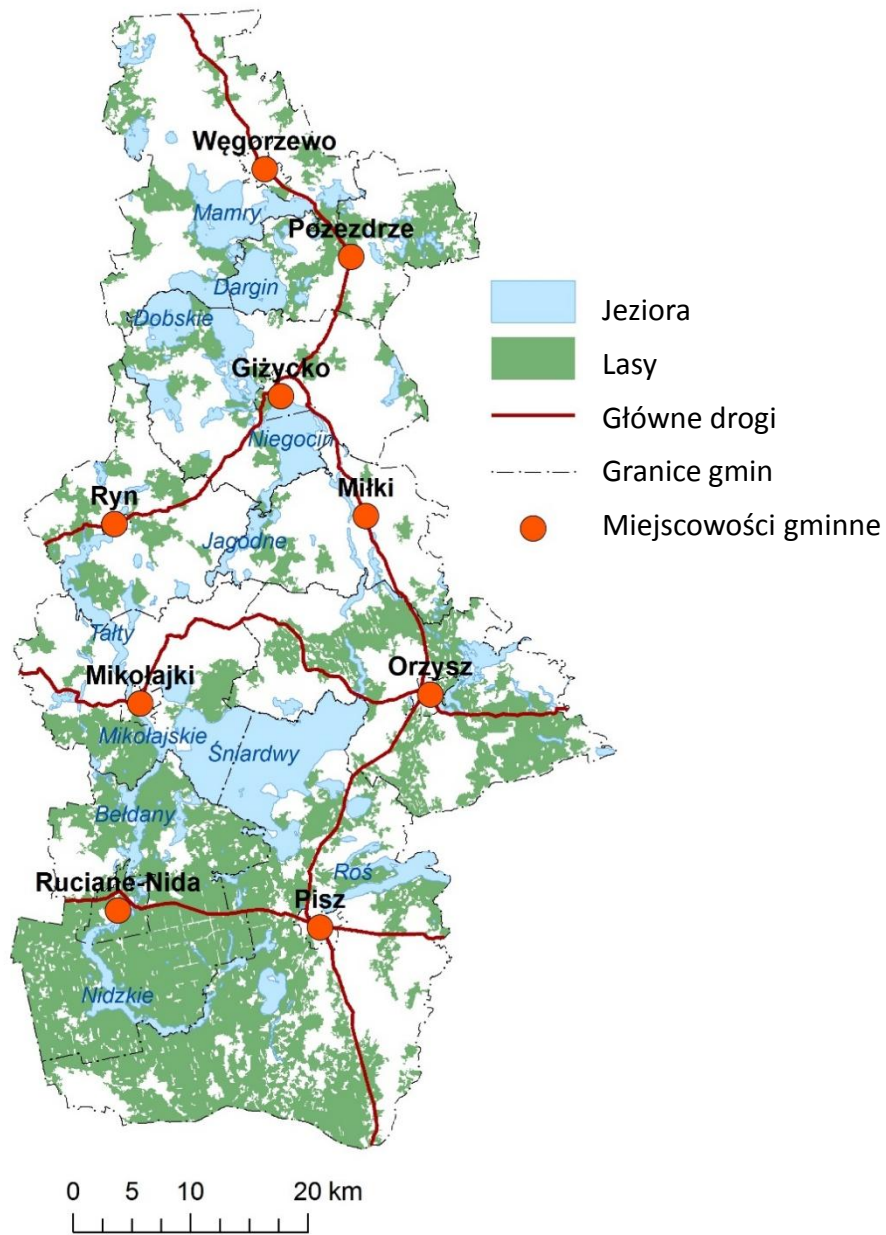 Węgorzewo
Mamry
Pozezdrze
Dargin
Dobskie
Giżycko
Niegocin
Ryn
Miłki
Jagodne
Tałty
Orzysz
Mikołajki
Mikołajskie
Śniardwy
Bełdany
Roś
Ruciane-Nida
Pisz
Nidzkie
Jeziora
Lasy
Główne drogi
Granice gmin
Miejscowości gminne
0 5 10 20 km